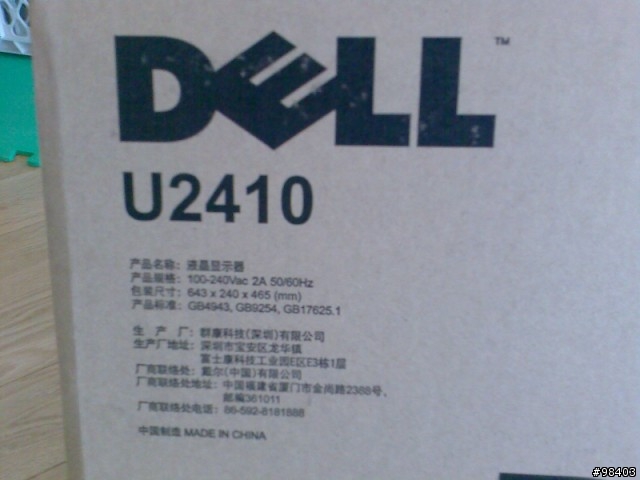 DELL™
U2410
产品名称：液晶显示器
产品规格：100-240Vac 2A 50/60Hz
包装尺寸：643 x 240 x 465 (mm)
产品标准：GB4943, GB9254, GB17625.1
生 产 厂：群康科技(深圳)有限公司
生产厂地址：深圳市宝安区龙华镇
富士康科技工业园E区E3栋1层
厂商联络处：戴尔(中国)有限公司
厂商联络处地址：中国福建省厦门市金尚路2388号、
邮编361011
厂商联络处电话：86-592-8181888
中国制造 MADE IN CHINA
#98403